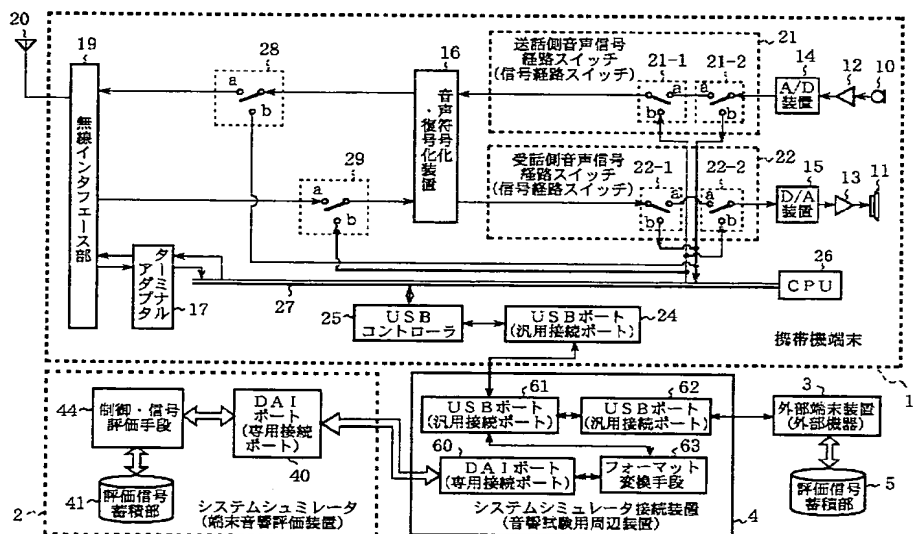 20
19
28
16
送話側音声信号
経路スイッチ
(信号経路スイッチ)
21
21-1
21-2
14
12
10
a
b
a
b
a
b
A/D
装置
無線インタフェース部
音声符号化
・復号化装置
29
a
b
受話側音声信号
経路スイッチ
(信号経路スイッチ)
22
22-1
22-2
15
13
11
a
b
a
b
D/A
装置
ターミナル
アダプタ
17
27
26
CPU
25
USB
コントローラ
USBポート
(汎用接続ポート)
24
携帯機端末
1
44
制御・信号
評価手段
DAI
ポート
(専用接続
ポート)
40
61
USBポート
(汎用接続ポート)
62
USBポート
(汎用接続ポート)
3
外部端末装置
(外部機器)
60
DAIポート
(専用接続ポート)
63
フォーマット
変換手段
41
評価信号
蓄積部
評価信号
蓄積部
5
2
システムシュミレータ
(端末音響評価装置)
システムシミュレータ接続装置
(音響試験用周辺装置)
4